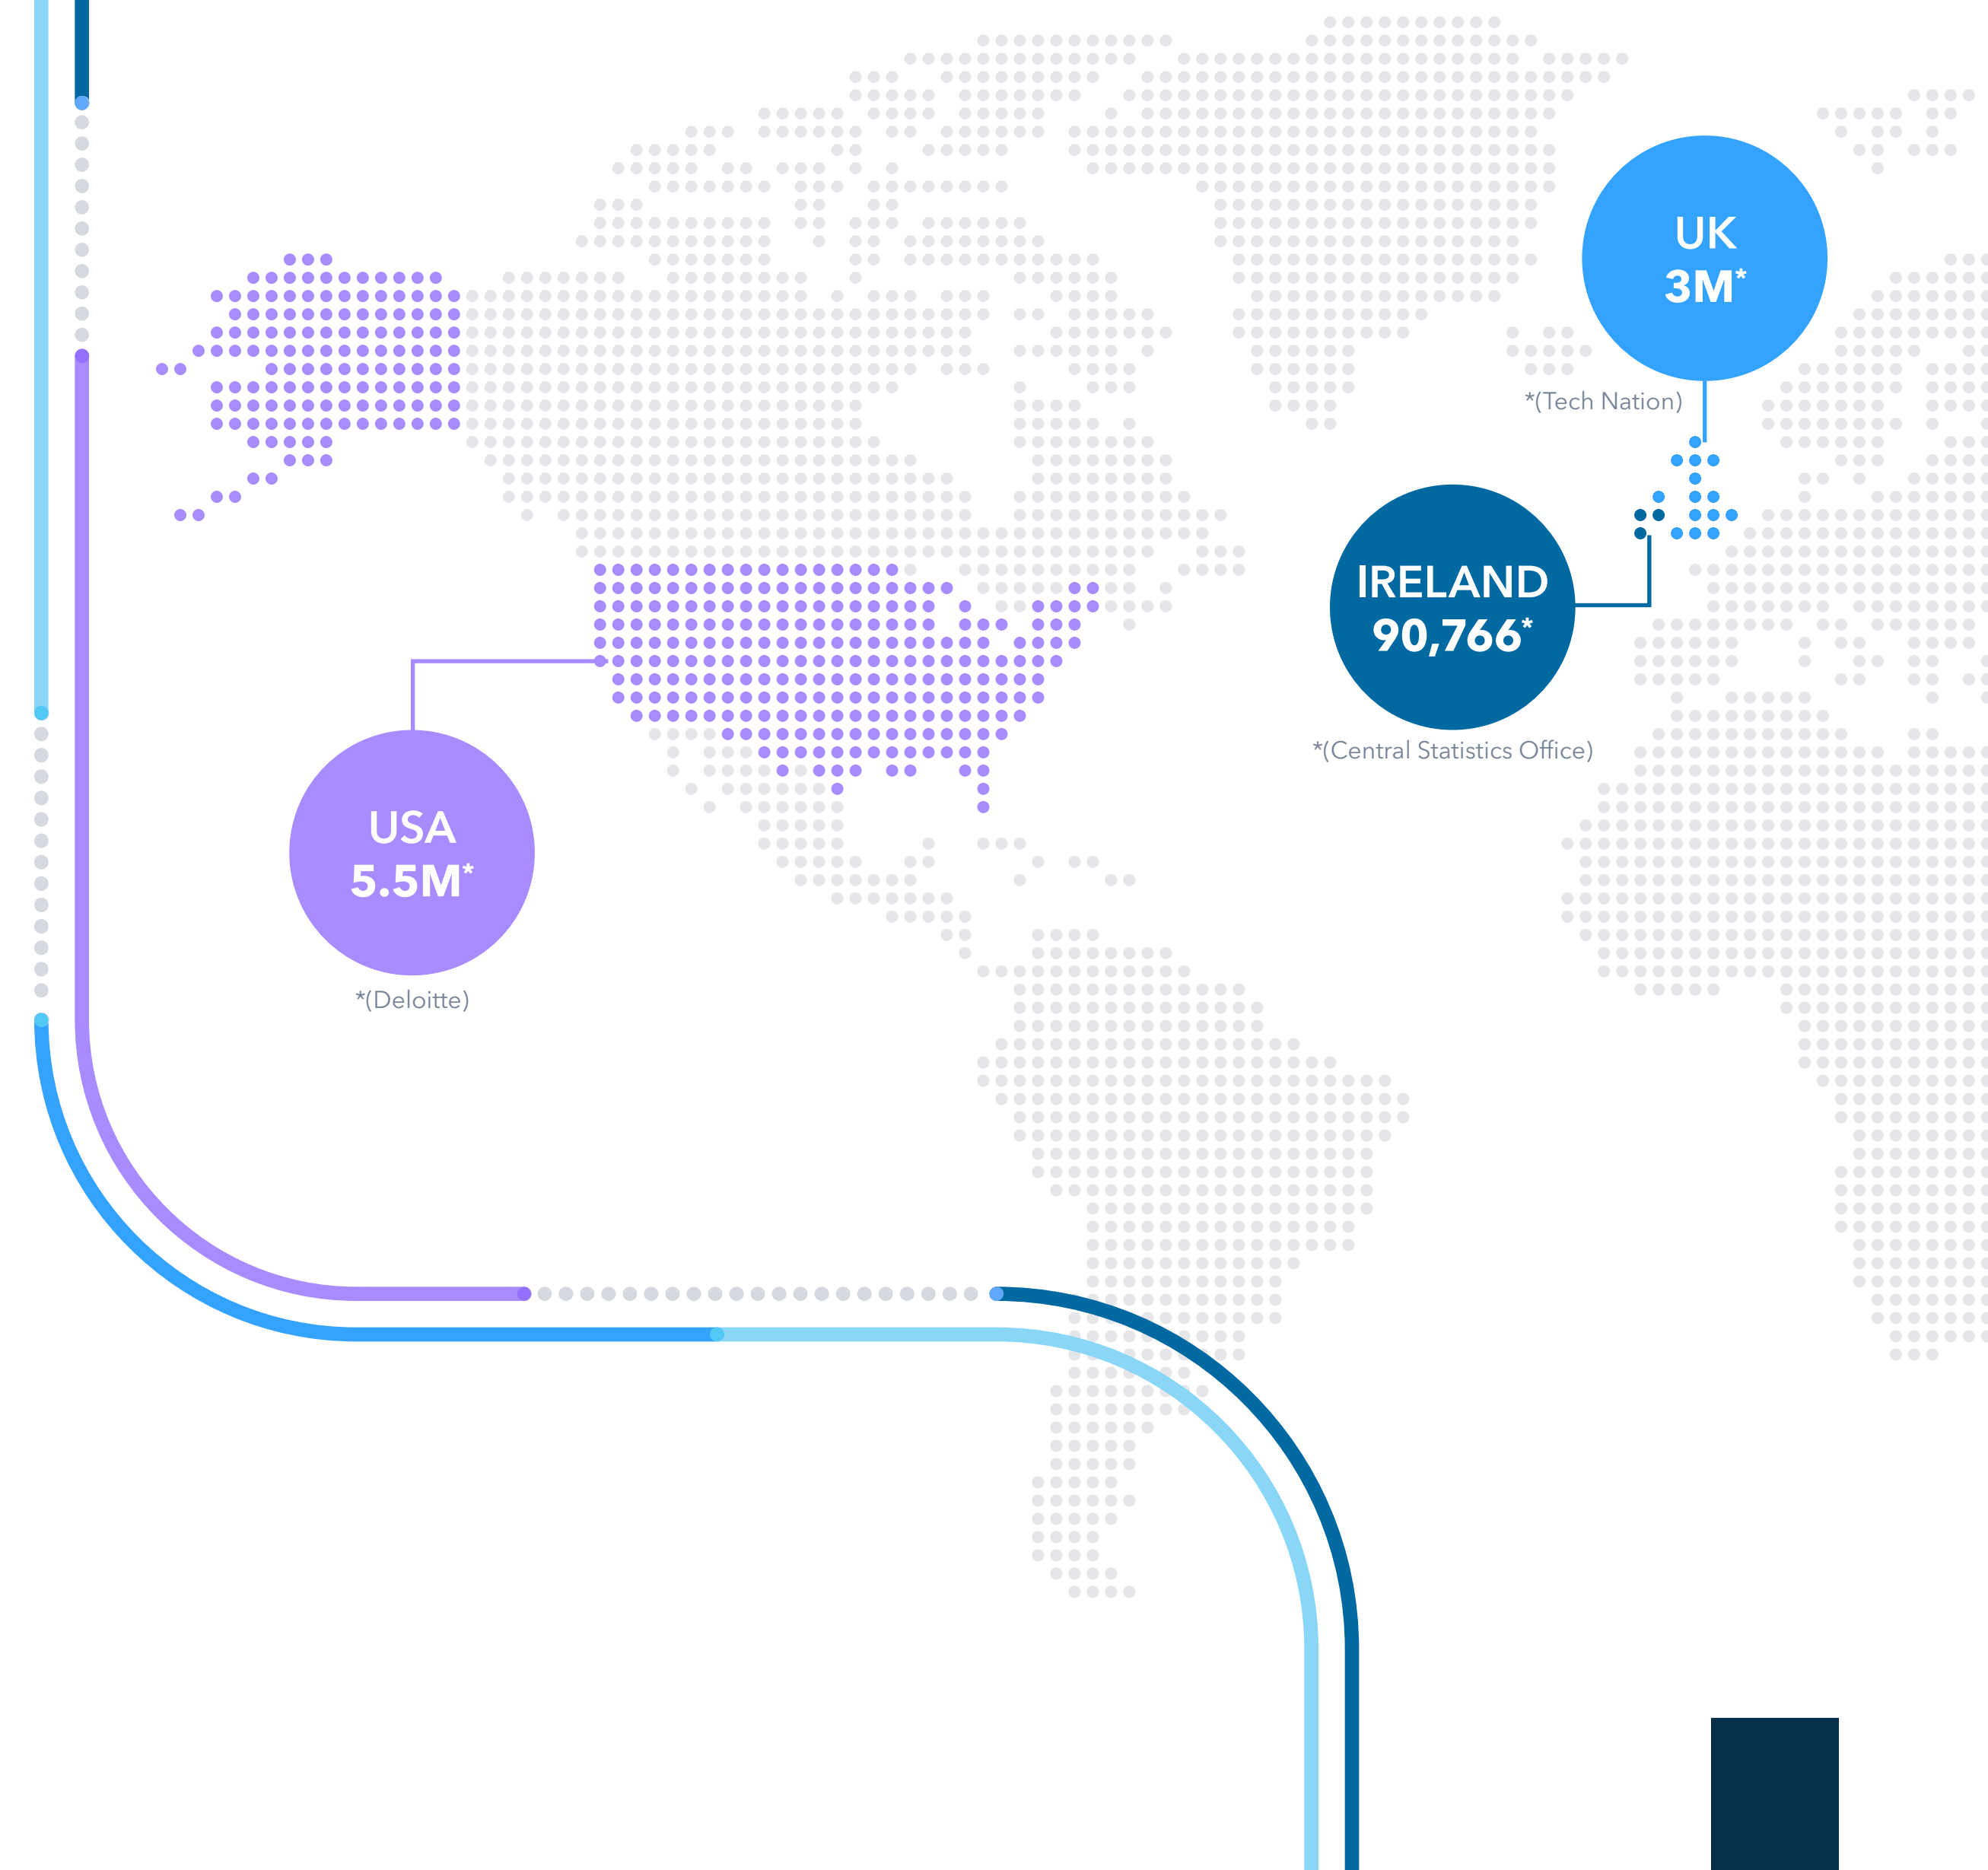 UK
3M*
*(Tech Nation)
IRELAND
90,766*
*(Central Statistics Office)
USA
5.5M*
*(Deloitte)